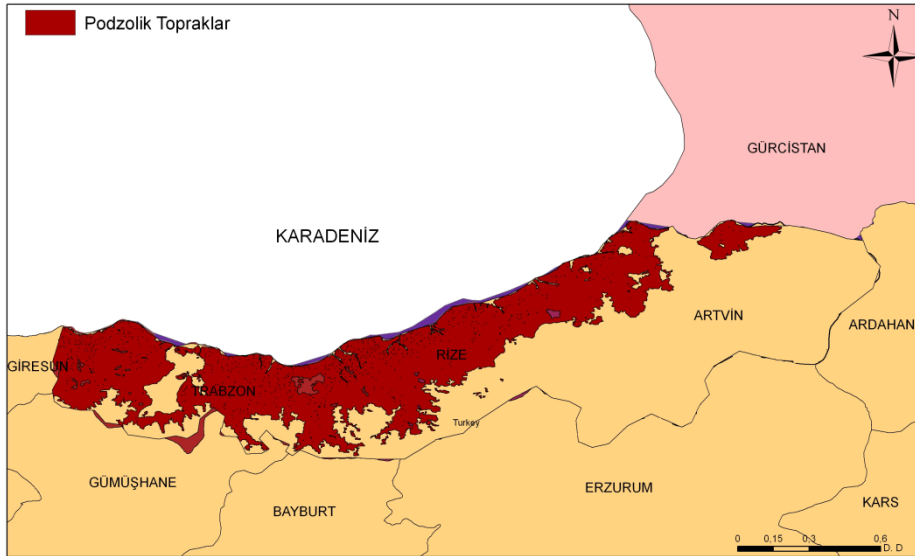 Podzolik Topraklar
N
GÜRCİSTAN
KARADENİZ
ARTVİN
ARDAHAN
RİZE
GİRESUN
TRABZON
Turkey
GÜMÜŞHANE
ERZURUM
KARS
BAYBURT
0 0,15 0,3 0,6
D. D